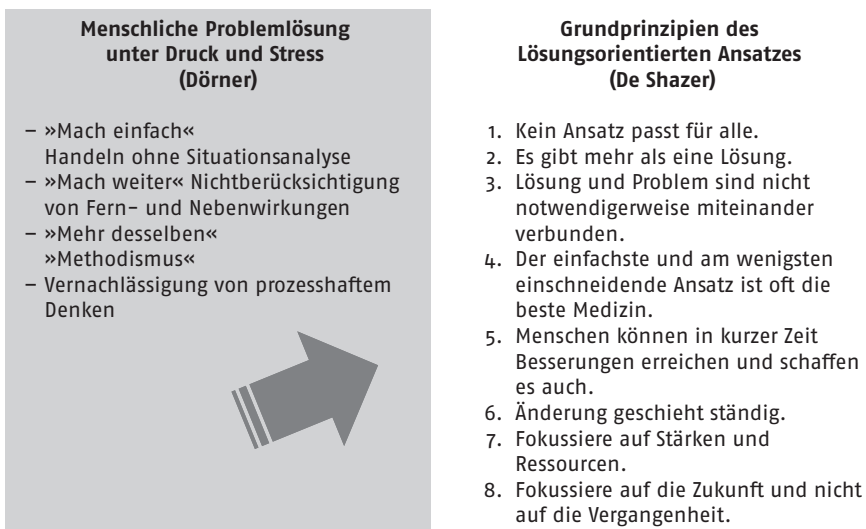 Menschliche Problemlösung
unter Druck und Stress
(Dörner)
– »Mach einfach«
Handeln ohne Situationsanalyse
– »Mach weiter« Nichtberücksichtigung
von Fern- und Nebenwirkungen
– »Mehr desselben«
»Methodismus«
– Vernachlässigung von prozesshaftem
Denken
Grundprinzipien des
Lösungsorientierten Ansatzes
(De Shazer)
1. Kein Ansatz passt für alle.
2. Es gibt mehr als eine Lösung.
3. Lösung und Problem sind nicht
notwendigerweise miteinander
verbunden.
4. Der einfachste und am wenigsten
einschneidende Ansatz ist oft die
beste Medizin.
5. Menschen können in kurzer Zeit
Besserungen erreichen und schaffen
es auch.
6. Änderung geschieht ständig.
7. Fokussiere auf Stärken und
Ressourcen.
8. Fokussiere auf die Zukunft und nicht
auf die Vergangenheit.